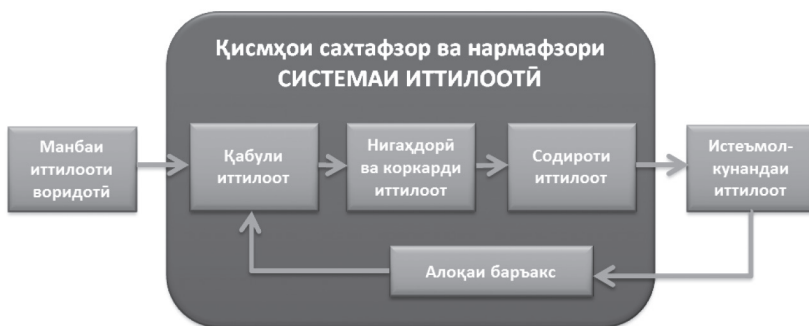 Қисмҳои сахтафзор ва нармафзори
СИСТЕМАИ ИТТИЛООТӢ
Манбаи
иттилооти
воридотӣ
Қабули
иттилоот
Нигаҳдорӣ
ва коркарди
иттилоот
Содироти
иттилоот
Истеъмол-
кунандаи
иттилоот
Алоқаи баръакс